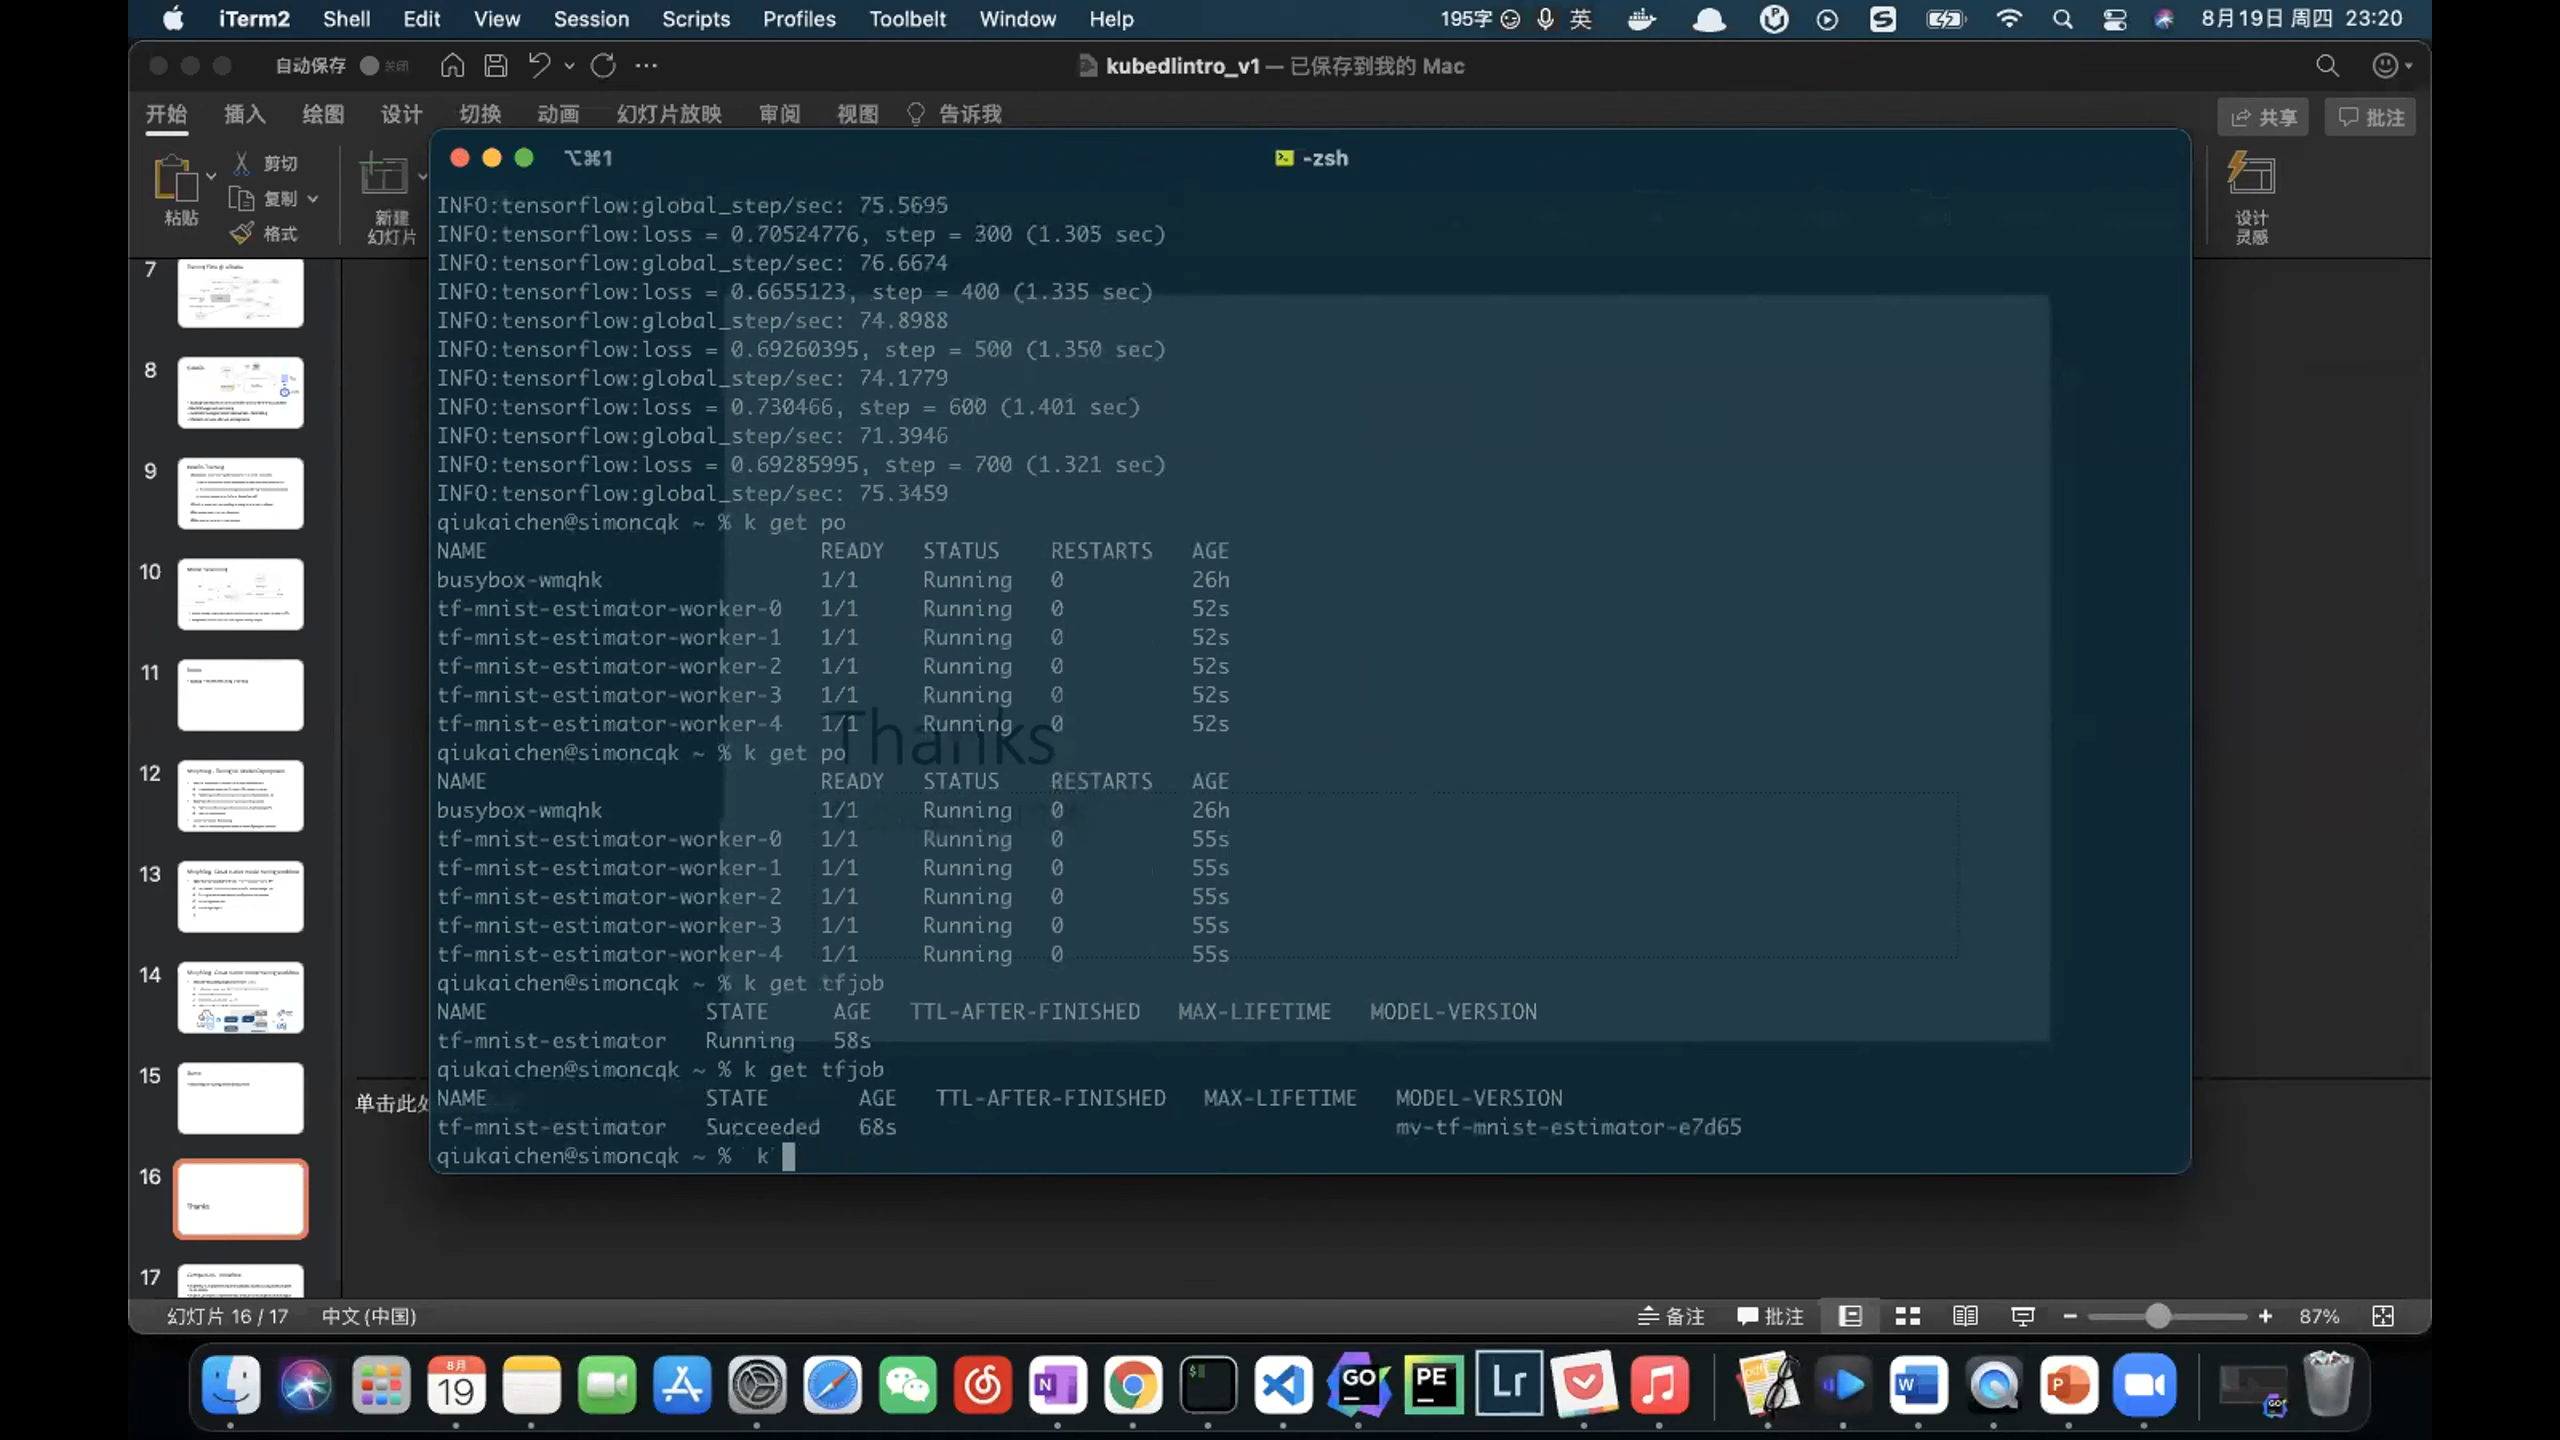 iTerm2 Shell Edit View Session Scripts Profiles Toolbelt Window Help 195字 英 8月19日 周四 23:20
自动保存 关闭 kubedlintro_v1 — 已保存到我的 Mac
开始 插入 绘图 设计 切换 动画 幻灯片放映 审阅 视图 告诉我 共享 批注
粘贴 剪切 复制 格式 新建 幻灯片 设计 灵感
⌥⌘1 -zsh
INFO:tensorflow:global_step/sec: 75.5695
INFO:tensorflow:loss = 0.70524776, step = 300 (1.305 sec)
INFO:tensorflow:global_step/sec: 76.6674
INFO:tensorflow:loss = 0.6655123, step = 400 (1.335 sec)
INFO:tensorflow:global_step/sec: 74.8988
INFO:tensorflow:loss = 0.69260395, step = 500 (1.350 sec)
INFO:tensorflow:global_step/sec: 74.1779
INFO:tensorflow:loss = 0.730466, step = 600 (1.401 sec)
INFO:tensorflow:global_step/sec: 71.3946
INFO:tensorflow:loss = 0.69285995, step = 700 (1.321 sec)
INFO:tensorflow:global_step/sec: 75.3459
qiukaichen@simoncqk ~ % k get po
NAME READY STATUS RESTARTS AGE
busybox-wmqhk 1/1 Running 0 26h
tf-mnist-estimator-worker-0 1/1 Running 0 52s
tf-mnist-estimator-worker-1 1/1 Running 0 52s
tf-mnist-estimator-worker-2 1/1 Running 0 52s
tf-mnist-estimator-worker-3 1/1 Running 0 52s
tf-mnist-estimator-worker-4 1/1 Running 0 52s
Thanks
qiukaichen@simoncqk ~ % k get po
NAME READY STATUS RESTARTS AGE
busybox-wmqhk 1/1 Running 0 26h
tf-mnist-estimator-worker-0 1/1 Running 0 55s
tf-mnist-estimator-worker-1 1/1 Running 0 55s
tf-mnist-estimator-worker-2 1/1 Running 0 55s
tf-mnist-estimator-worker-3 1/1 Running 0 55s
tf-mnist-estimator-worker-4 1/1 Running 0 55s
qiukaichen@simoncqk ~ % k get tfjob
NAME STATE AGE TTL-AFTER-FINISHED MAX-LIFETIME MODEL-VERSION
tf-mnist-estimator Running 58s
qiukaichen@simoncqk ~ % k get tfjob
NAME STATE AGE TTL-AFTER-FINISHED MAX-LIFETIME MODEL-VERSION
tf-mnist-estimator Succeeded 68s mv-tf-mnist-estimator-e7d65
qiukaichen@simoncqk ~ % k
单击此处
7
8
9
10
11
12
13
14
15
16
Thanks
17
幻灯片 16 / 17 中文 (中国) 备注 批注 87%
8月
19
N
GO
PE
Lr
W
P